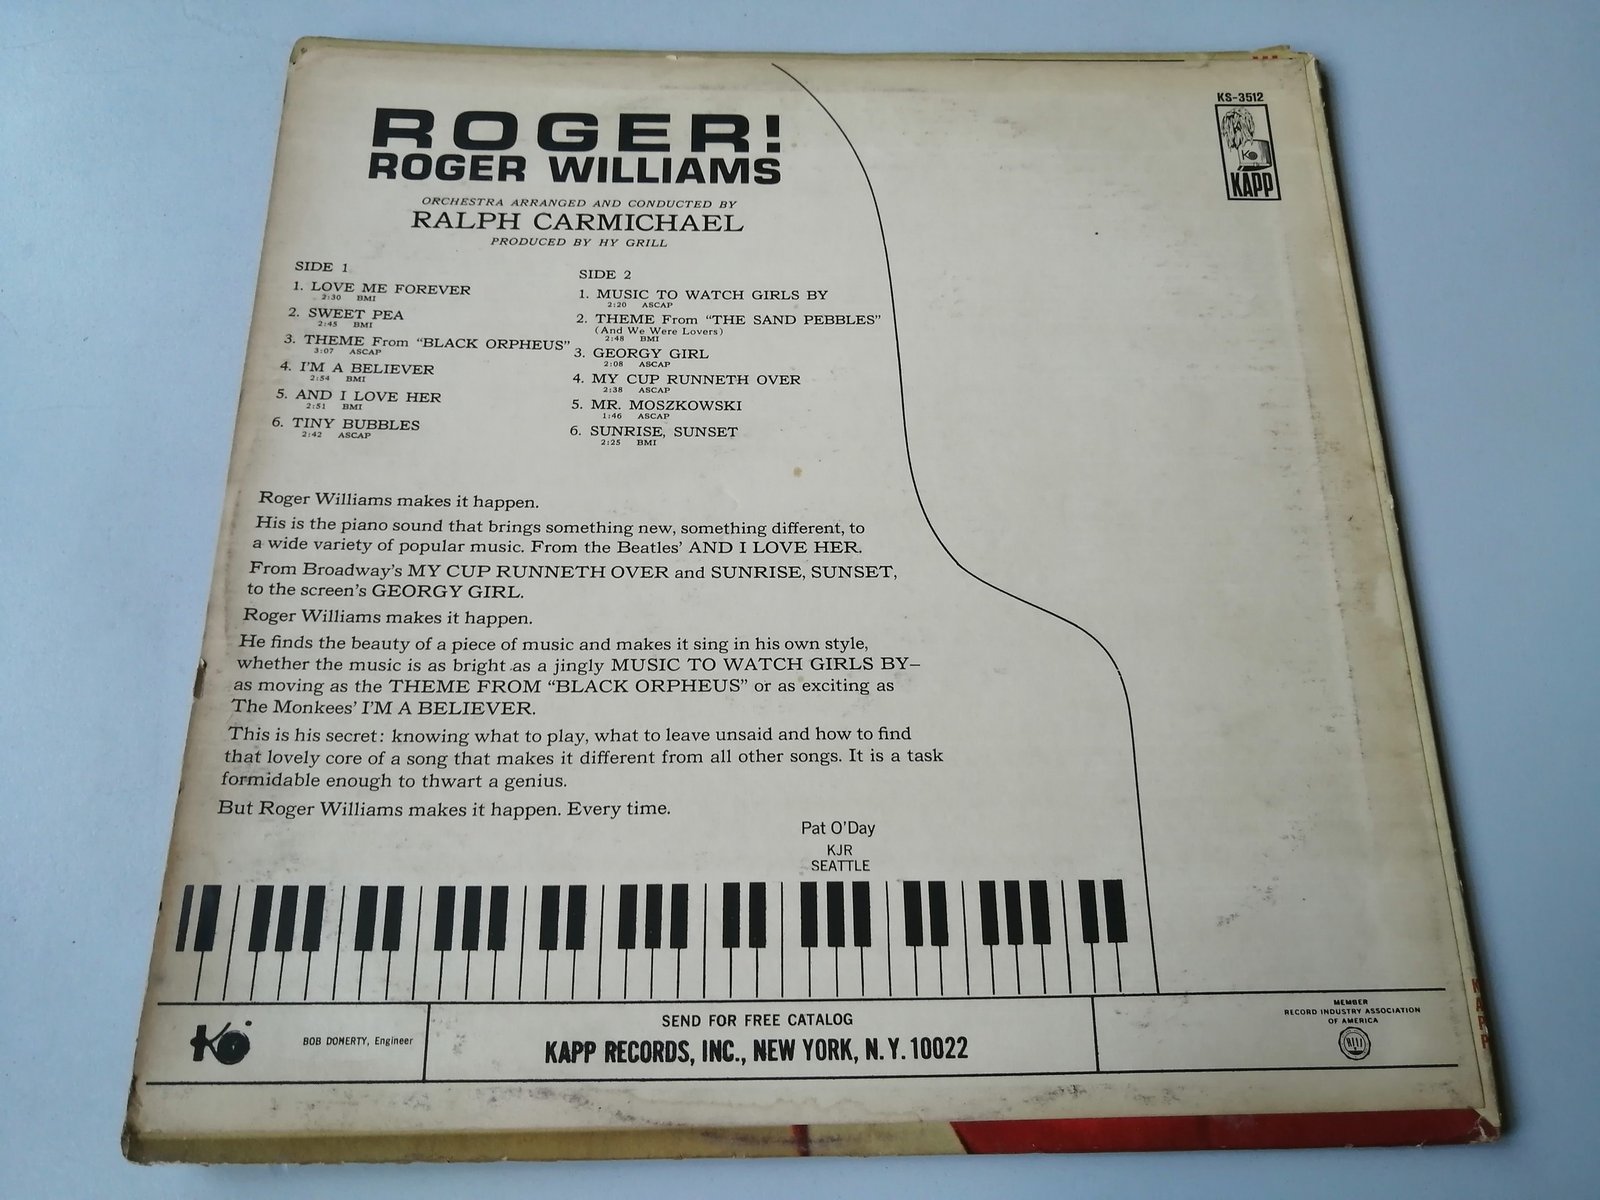 KS-3512
KAPP
ROGER!
ROGER WILLIAMS
ORCHESTRA ARRANGED AND CONDUCTED BY
RALPH CARMICHAEL
PRODUCED BY HY GRILL
SIDE 1
1. LOVE ME FOREVER
2:30 BMI
2. SWEET PEA
2:45 BMI
3. THEME From “BLACK ORPHEUS”
3:07 ASCAP
4. I'M A BELIEVER
2:54 BMI
5. AND I LOVE HER
2:51 BMI
6. TINY BUBBLES
2:42 ASCAP
SIDE 2
1. MUSIC TO WATCH GIRLS BY
2:20 ASCAP
2. THEME From “THE SAND PEBBLES”
(And We Were Lovers)
2:48 BMI
3. GEORGY GIRL
2:08 ASCAP
4. MY CUP RUNNETH OVER
2:38 ASCAP
5. MR. MOSZKOWSKI
1:46 ASCAP
6. SUNRISE, SUNSET
2:25 BMI
Roger Williams makes it happen.
His is the piano sound that brings something new, something different, to
a wide variety of popular music. From the Beatles' AND I LOVE HER.
From Broadway's MY CUP RUNNETH OVER and SUNRISE, SUNSET,
to the screen's GEORGY GIRL.
Roger Williams makes it happen.
He finds the beauty of a piece of music and makes it sing in his own style,
whether the music is as bright as a jingly MUSIC TO WATCH GIRLS BY—
as moving as the THEME FROM “BLACK ORPHEUS” or as exciting as
The Monkees' I'M A BELIEVER.
This is his secret: knowing what to play, what to leave unsaid and how to find
that lovely core of a song that makes it different from all other songs. It is a task
formidable enough to thwart a genius.
But Roger Williams makes it happen. Every time.
Pat O'Day
KJR
SEATTLE
BOB DOHERTY, Engineer
SEND FOR FREE CATALOG
KAPP RECORDS, INC., NEW YORK, N.Y. 10022
MEMBER
RECORD INDUSTRY ASSOCIATION
OF AMERICA
KAPP